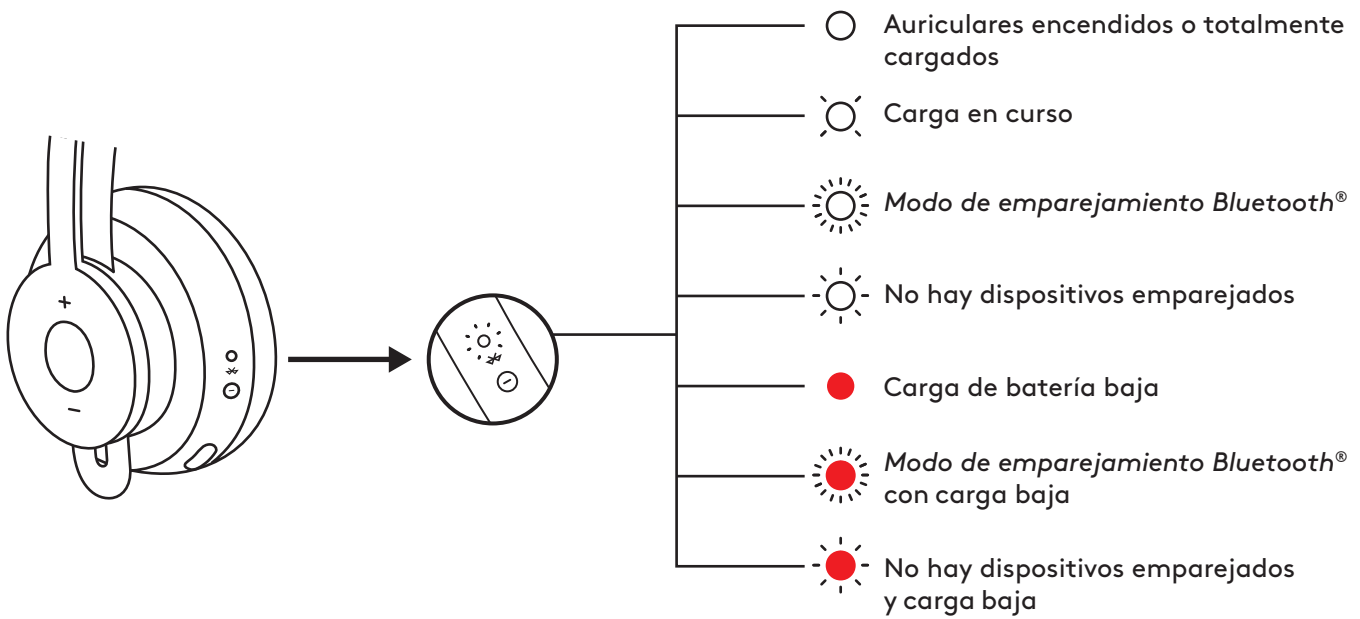 Auriculares encendidos o totalmente
cargados
Carga en curso
Modo de emparejamiento Bluetooth®
No hay dispositivos emparejados
Carga de batería baja
Modo de emparejamiento Bluetooth®
con carga baja
No hay dispositivos emparejados
y carga baja